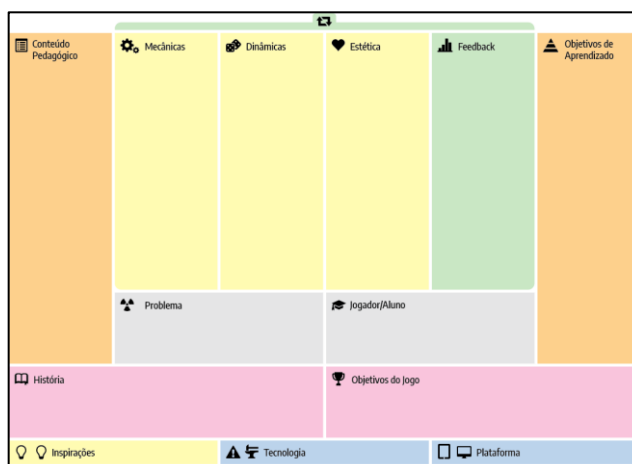 Conteúdo
Pedagógico
Mecânicas
Dinâmicas
Estética
Feedback
Objetivos de
Aprendizado
Problema
Jogador/Aluno
História
Objetivos do Jogo
Inspirações
Tecnologia
Plataforma